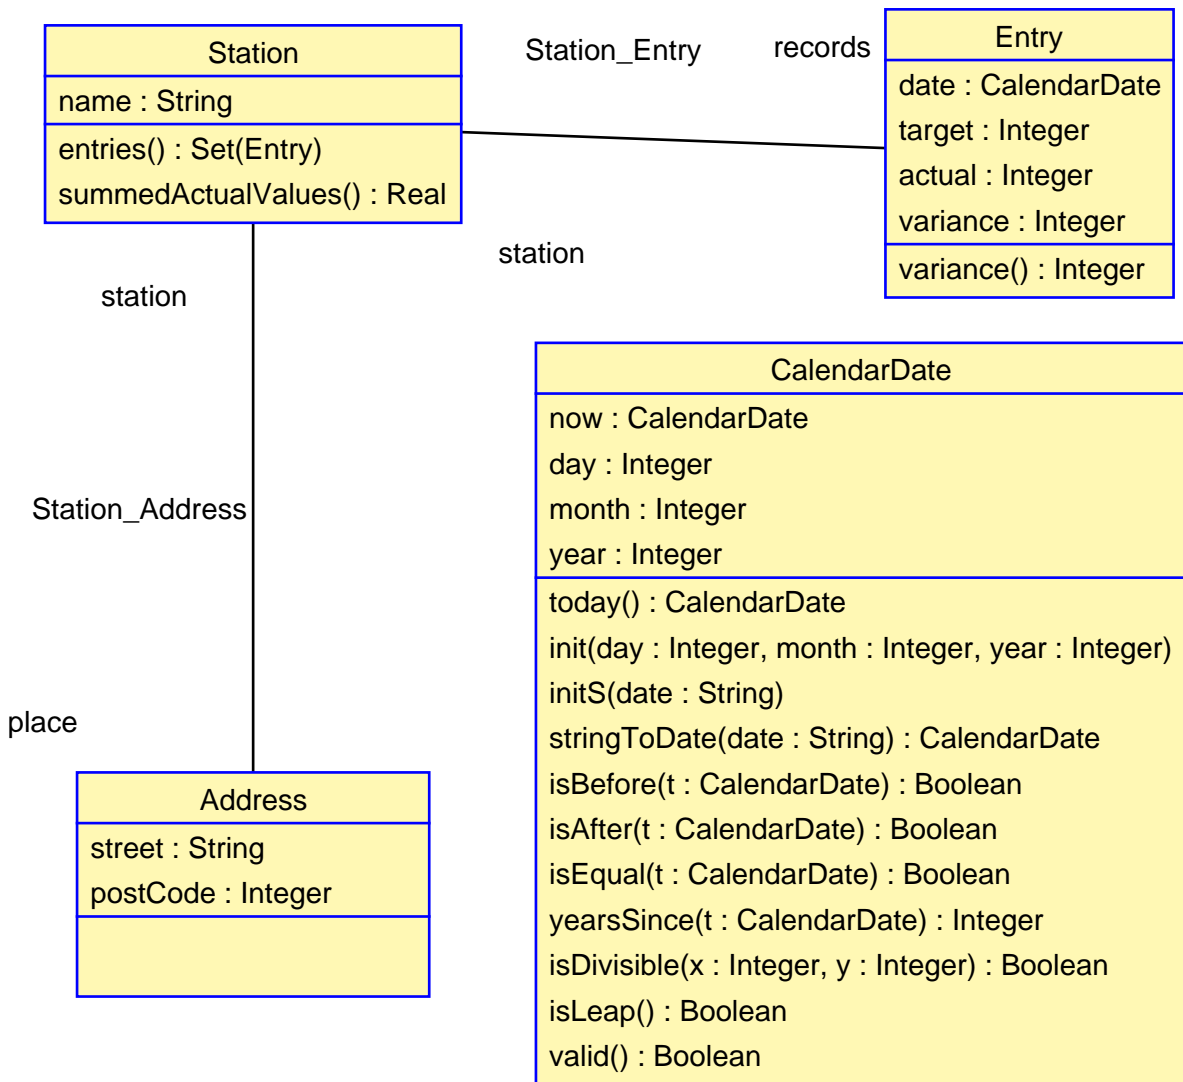 Station
name : String
entries() : Set(Entry)
summedActualValues() : Real
Station_Entry
records
Entry
date : CalendarDate
target : Integer
actual : Integer
variance : Integer
variance() : Integer
station
station
Station_Address
place
Address
street : String
postCode : Integer
CalendarDate
now : CalendarDate
day : Integer
month : Integer
year : Integer
today() : CalendarDate
init(day : Integer, month : Integer, year : Integer)
initS(date : String)
stringToDate(date : String) : CalendarDate
isBefore(t : CalendarDate) : Boolean
isAfter(t : CalendarDate) : Boolean
isEqual(t : CalendarDate) : Boolean
yearsSince(t : CalendarDate) : Integer
isDivisible(x : Integer, y : Integer) : Boolean
isLeap() : Boolean
valid() : Boolean